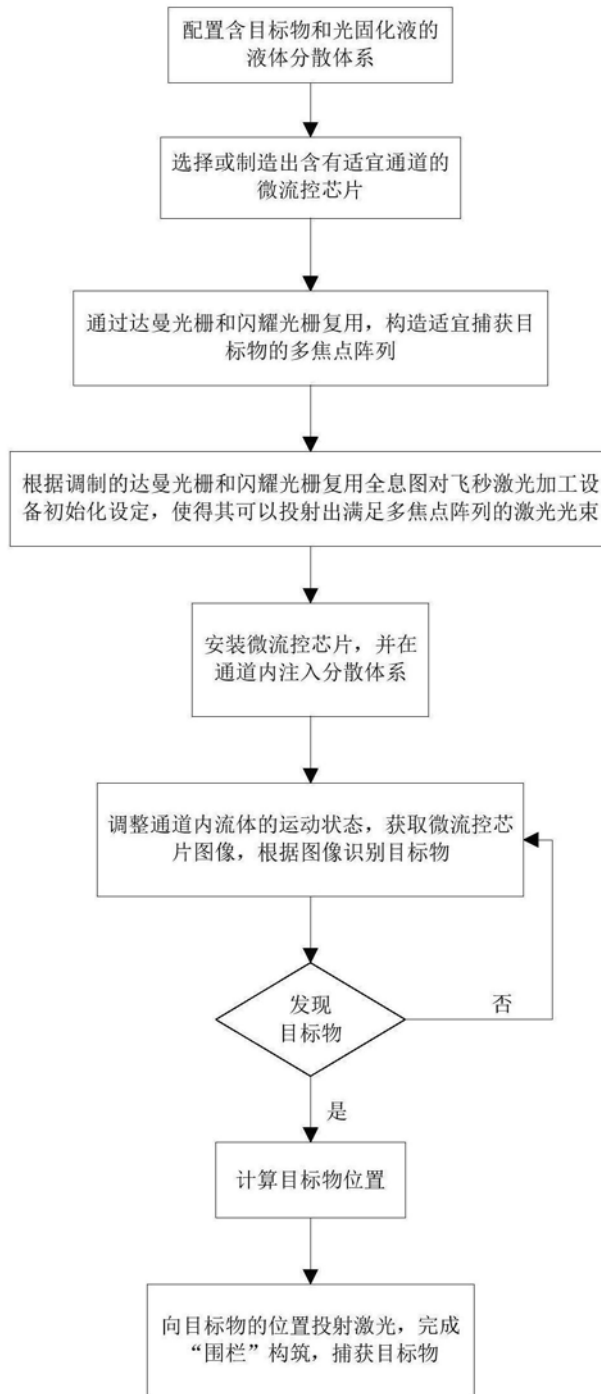 配置含目标物和光固化液的
液体分散体系
选择或制造出含有适宜通道的
微流控芯片
通过达曼光栅和闪耀光栅复用，构造适宜捕获目
标物的多焦点阵列
根据调制的达曼光栅和闪耀光栅复用全息图对飞秒激光加工设
备初始化设定，使得其可以投射出满足多焦点阵列的激光光束
安装微流控芯片，并在
通道内注入分散体系
调整通道内流体的运动状态，获取微流控芯
片图像，根据图像识别目标物
发现
目标物
否
是
计算目标物位置
向目标物的位置投射激光，完成
“围栏”构筑，捕获目标物